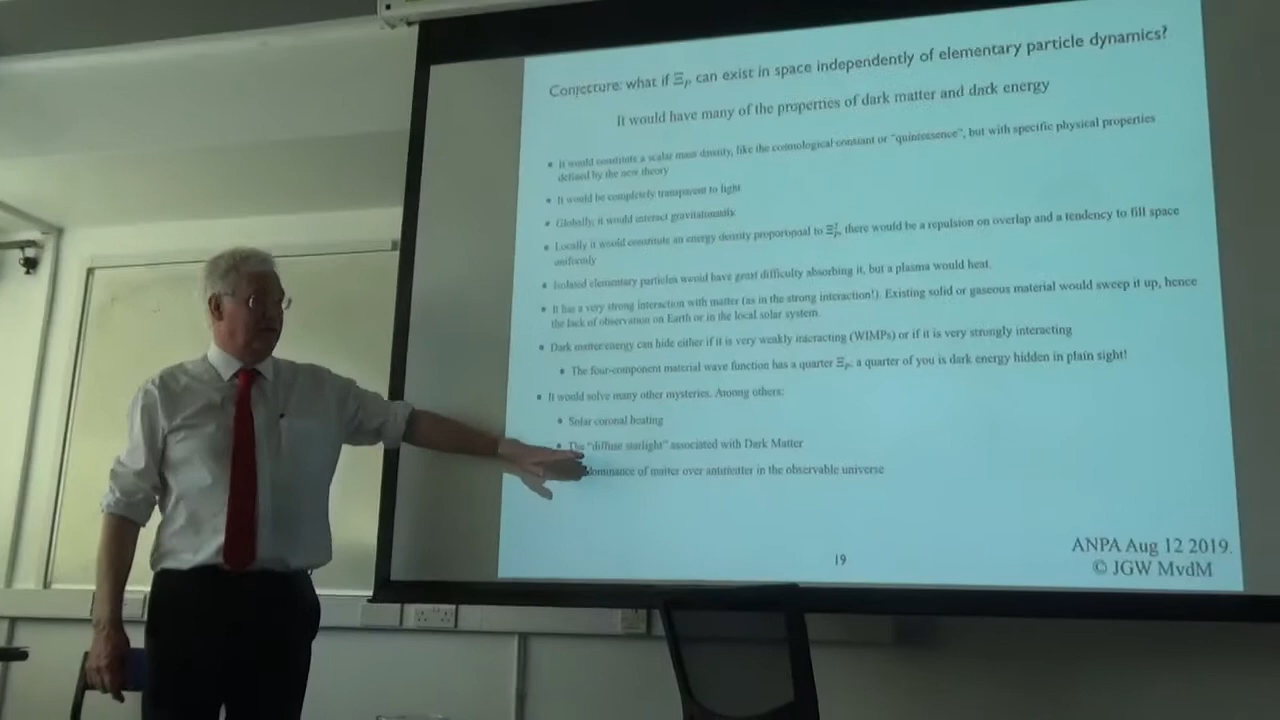 Conjecture: what if Ξₚ can exist in space independently of elementary particle dynamics?
It would have many of the properties of dark matter and dark energy
It would constitute a scalar mass density, like the cosmological constant or "quintessence", but with specific physical properties
defined by the new theory
It would be completely transparent to light
Globally, it would interact gravitationally
Locally it would constitute an energy density proportional to Ξₚ² there would be a repulsion on overlap and a tendency to fill space
uniformly
Isolated elementary particles would have great difficulty absorbing it, but a plasma would heat.
It has a very strong interaction with matter (as in the strong interaction!). Existing solid or gaseous material would sweep it up, hence
the lack of observation on Earth or in the local solar system.
Dark matter/energy can hide either if it is very weakly interacting (WIMPs) or if it is very strongly interacting
The four-component material wave function has a quarter Ξₚ: a quarter of you is dark energy hidden in plain sight!
It would solve many other mysteries. Among others:
Solar coronal heating
The "diffuse starlight" associated with Dark Matter
dominance of matter over antimatter in the observable universe
19
ANPA Aug 12 2019.
© JGW MvdM